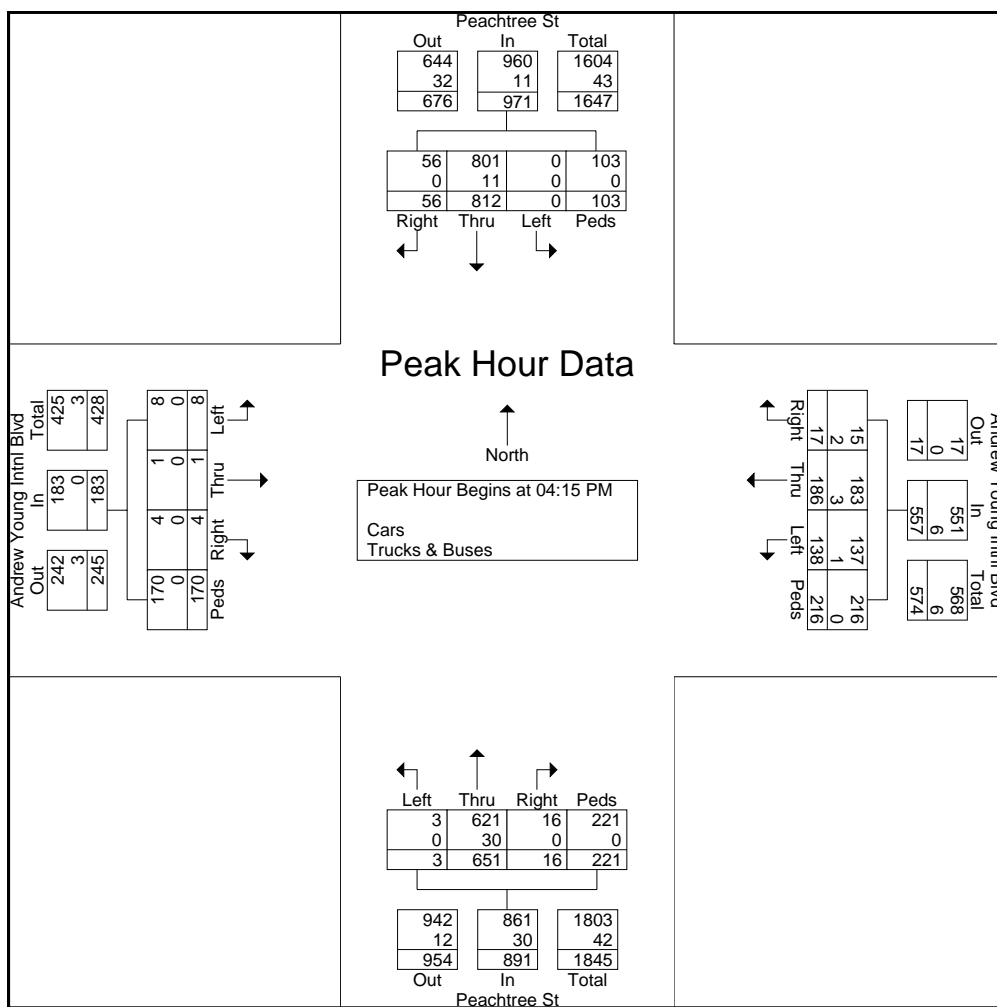 Peachtree St
Out In Total
644 960 1604
32 11 43
676 971 1647
56 801 0 103
0 11 0 0
56 812 0 103
Right Thru Left Peds
Peak Hour Data
North
Peak Hour Begins at 04:15 PM
Cars
Trucks & Buses
Andrew Young Intnl Blvd
Out In Total
242 183 425
3 0 3
245 183 428
170 4 1 8
0 0 0 0
170 4 1 8
Peds Right Thru Left
Andrew Young Intnl Blvd
Out In Total
17 551 568
0 6 6
17 557 574
15 183 137 216
2 3 1 0
17 186 138 216
Right Thru Left Peds
Left Thru Right Peds
3 621 16 221
0 30 0 0
3 651 16 221
942 861 1803
12 30 42
954 891 1845
Out In Total
Peachtree St